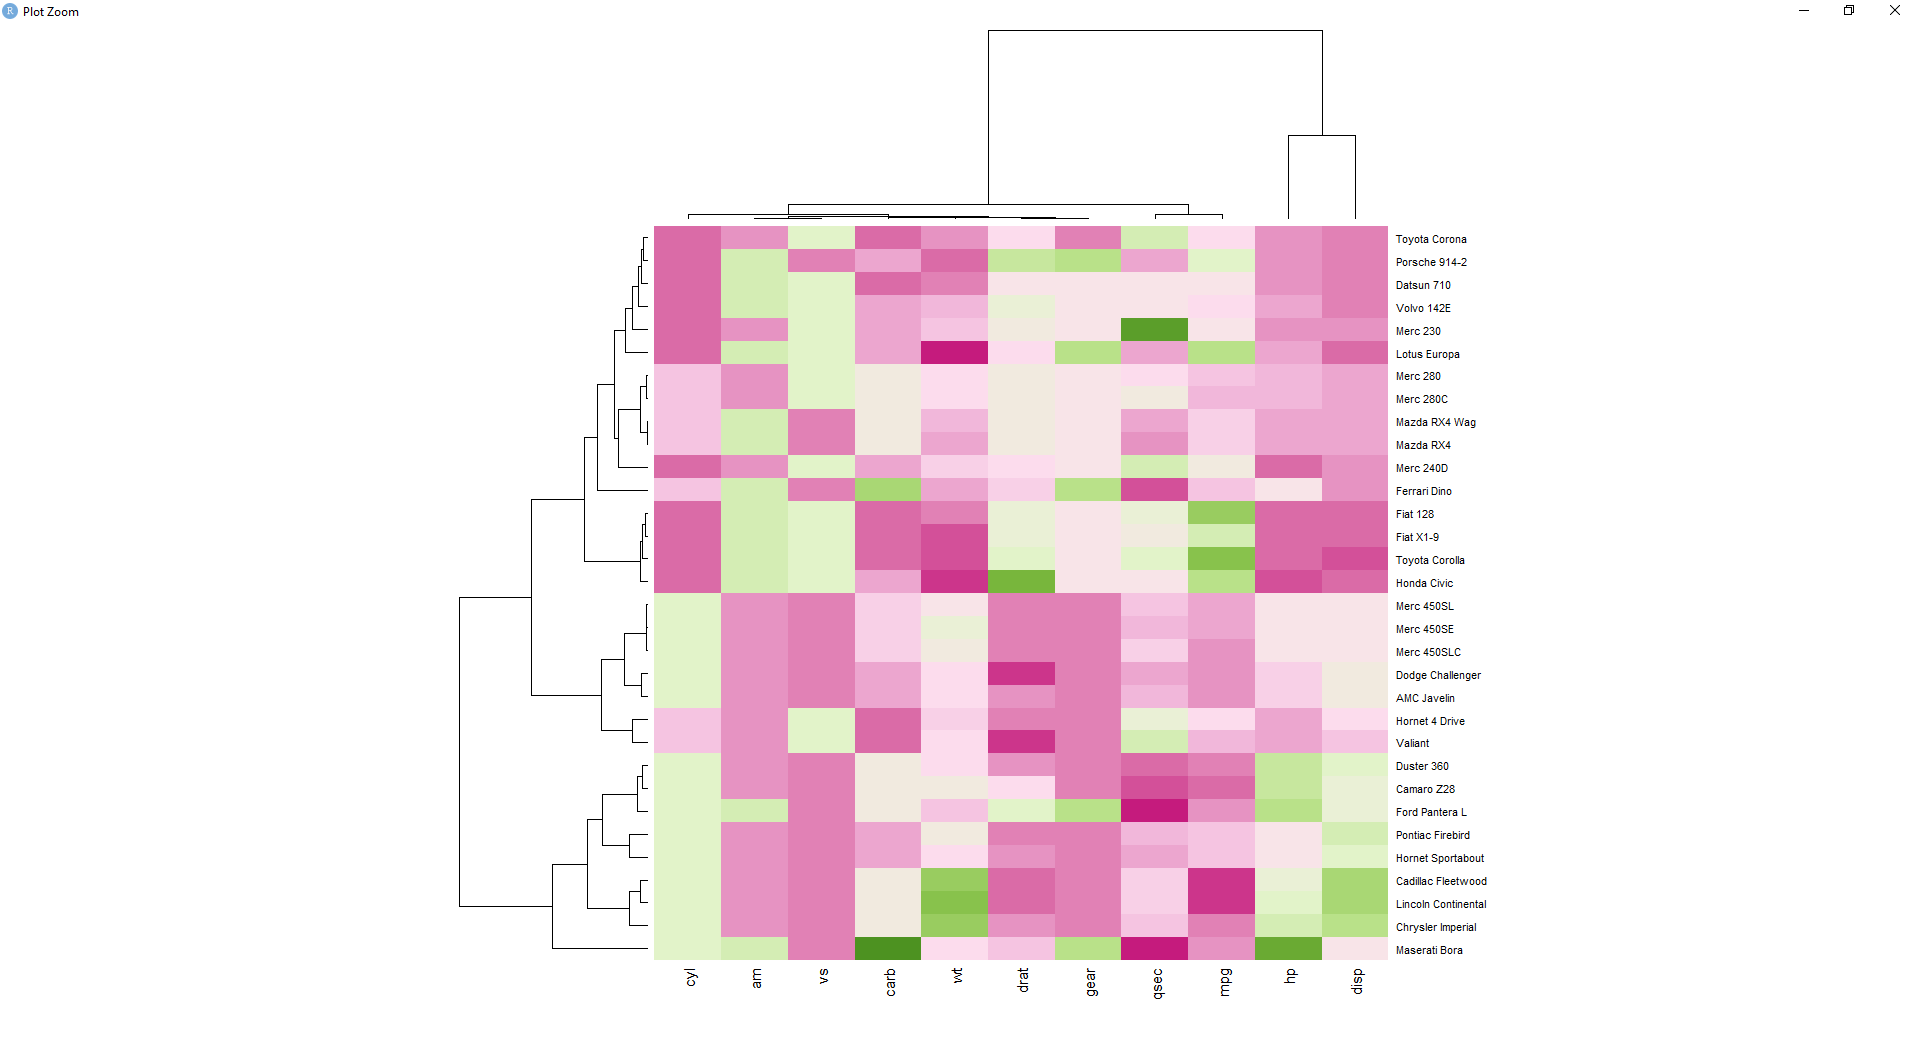 R Plot Zoom
Toyota Corona
Porsche 914-2
Datsun 710
Volvo 142E
Merc 230
Lotus Europa
Merc 280
Merc 280C
Mazda RX4 Wag
Mazda RX4
Merc 240D
Ferrari Dino
Fiat 128
Fiat X1-9
Toyota Corolla
Honda Civic
Merc 450SL
Merc 450SE
Merc 450SLC
Dodge Challenger
AMC Javelin
Hornet 4 Drive
Valiant
Duster 360
Camaro Z28
Ford Pantera L
Pontiac Firebird
Hornet Sportabout
Cadillac Fleetwood
Lincoln Continental
Chrysler Imperial
Maserati Bora
cyl
am
vs
carb
wt
drat
gear
qsec
mpg
hp
disp